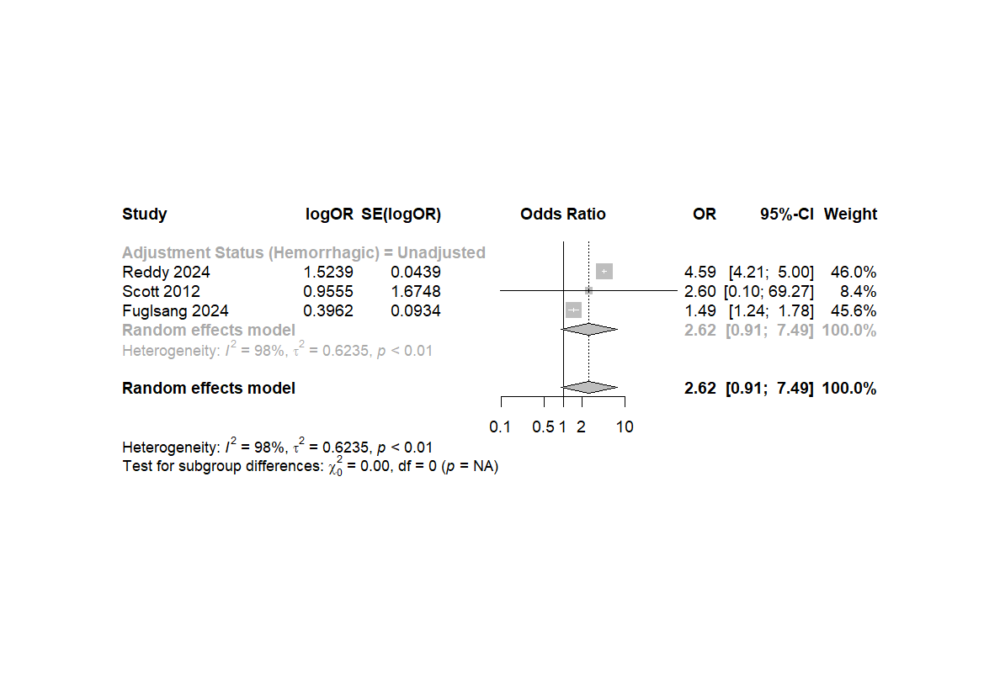 Study logOR SE(logOR) Odds Ratio OR 95%-CI Weight
Adjustment Status (Hemorrhagic) = Unadjusted
Reddy 2024 1.5239 0.0439 4.59 [4.21; 5.00] 46.0%
Scott 2012 0.9555 1.6748 2.60 [0.10; 69.27] 8.4%
Fuglsang 2024 0.3962 0.0934 1.49 [1.24; 1.78] 45.6%
Random effects model 2.62 [0.91; 7.49] 100.0%
Heterogeneity: I² = 98%, τ² = 0.6235, p < 0.01
Random effects model 2.62 [0.91; 7.49] 100.0%
0.1 0.5 1 2 10
Heterogeneity: I² = 98%, τ² = 0.6235, p < 0.01
Test for subgroup differences: χ²₀ = 0.00, df = 0 (p = NA)